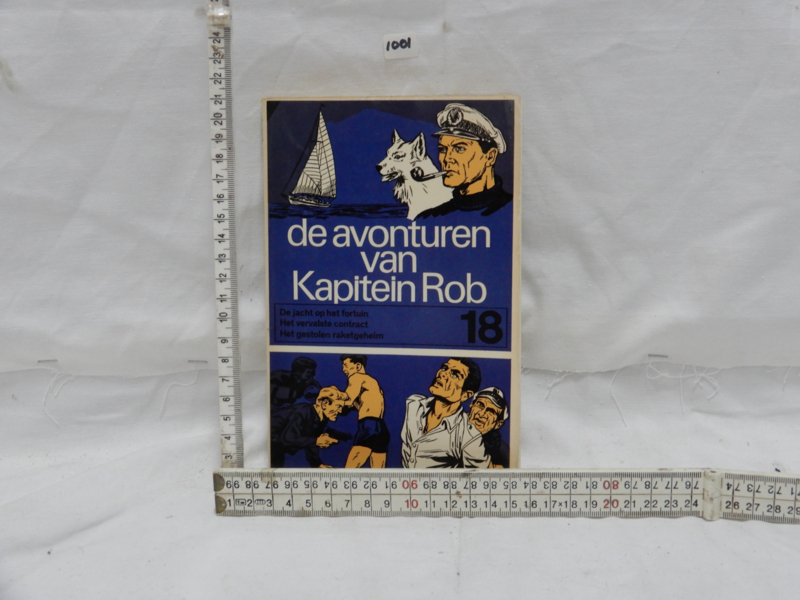 1001
de avonturen
van
Kapitein Rob
De jacht op het fortuin
Het vervalste contract
Het gestolen raketgeheim
18